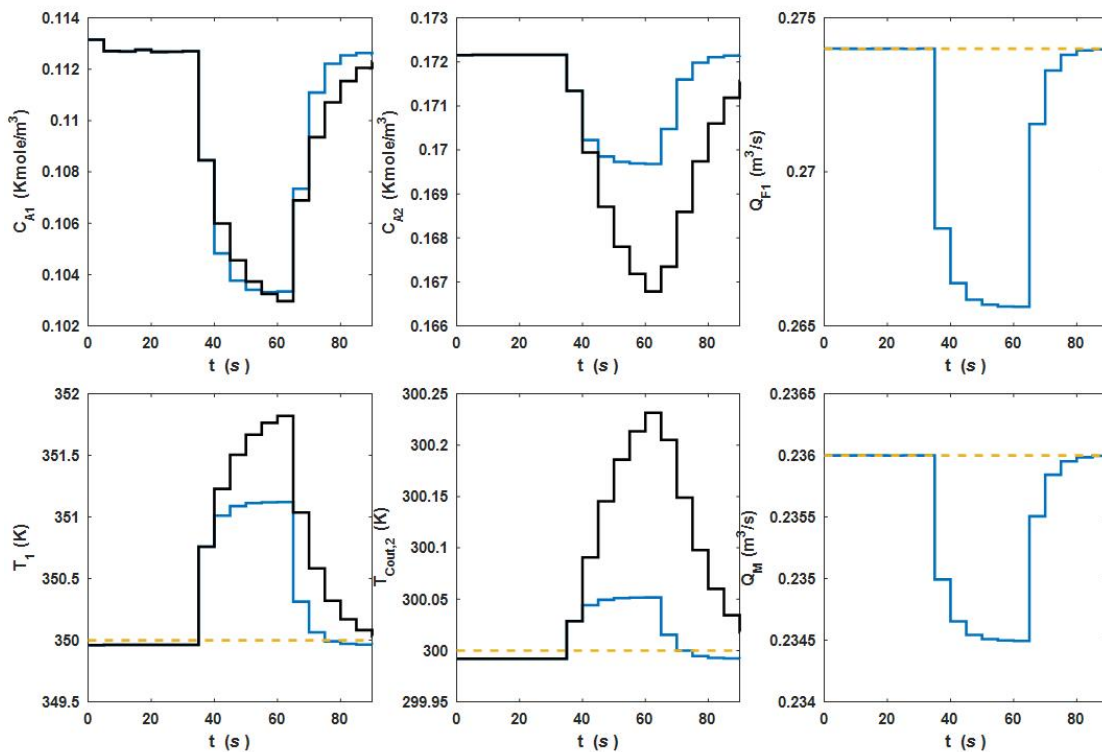 0.114
0.112
0.11
0.108
0.106
0.104
0.102
C_A1 (Kmole/m³)
0 20 40 60 80
t (s)
0.173
0.172
0.171
0.17
0.169
0.168
0.167
0.166
C_A2 (Kmole/m³)
0 20 40 60 80
t (s)
0.275
0.27
0.265
Q_F1 (m³/s)
0 20 40 60 80
t (s)
352
351.5
351
350.5
350
349.5
T_1 (K)
0 20 40 60 80
t (s)
300.25
300.2
300.15
300.1
300.05
300
299.95
T_Cout,2 (K)
0 20 40 60 80
t (s)
0.2365
0.236
0.2355
0.235
0.2345
0.234
Q_M (m³/s)
0 20 40 60 80
t (s)